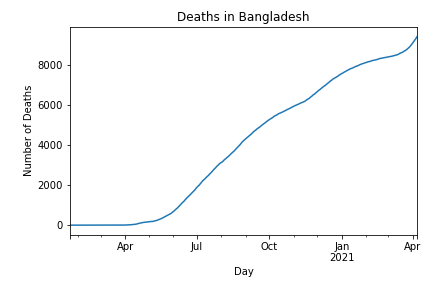 Deaths in Bangladesh
Number of Deaths
8000
6000
4000
2000
0
Apr
Jul
Oct
Jan
2021
Apr
Day